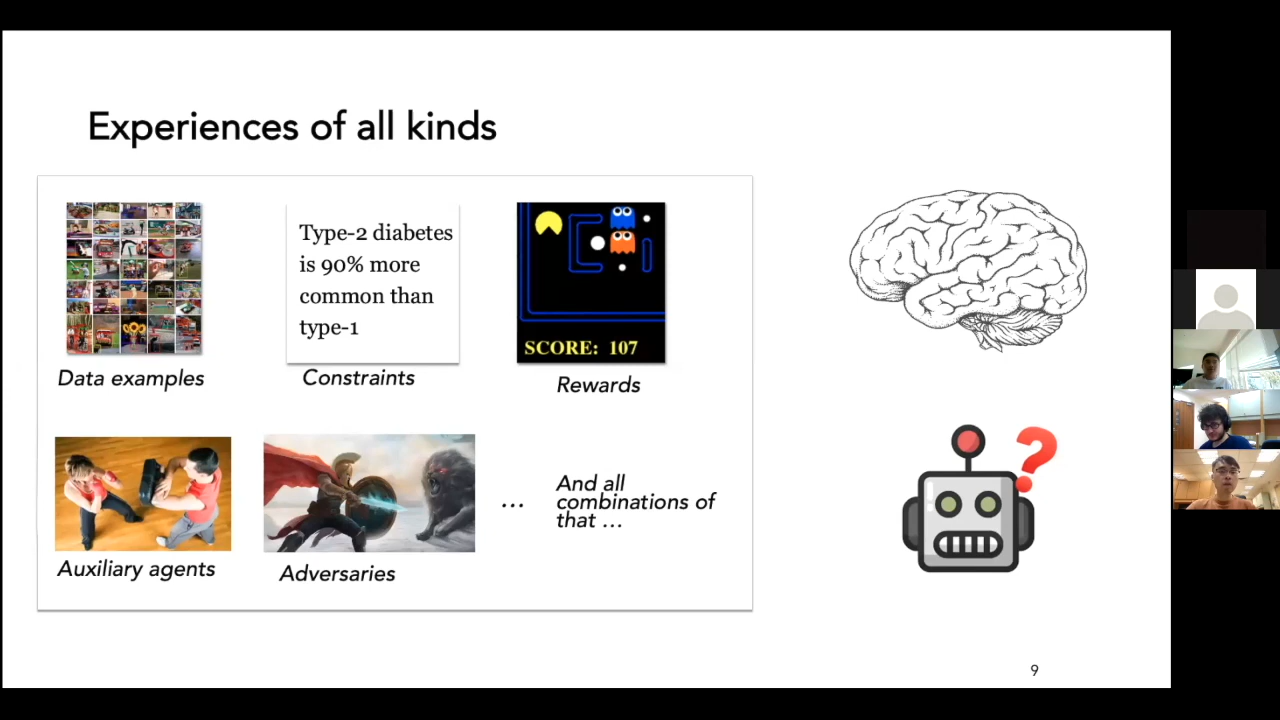 Experiences of all kinds
Type-2 diabetes
is 90% more
common than
type-1
SCORE: 107
Data examples
Constraints
Rewards
...
And all
combinations of
that ...
Auxiliary agents
Adversaries
?
9